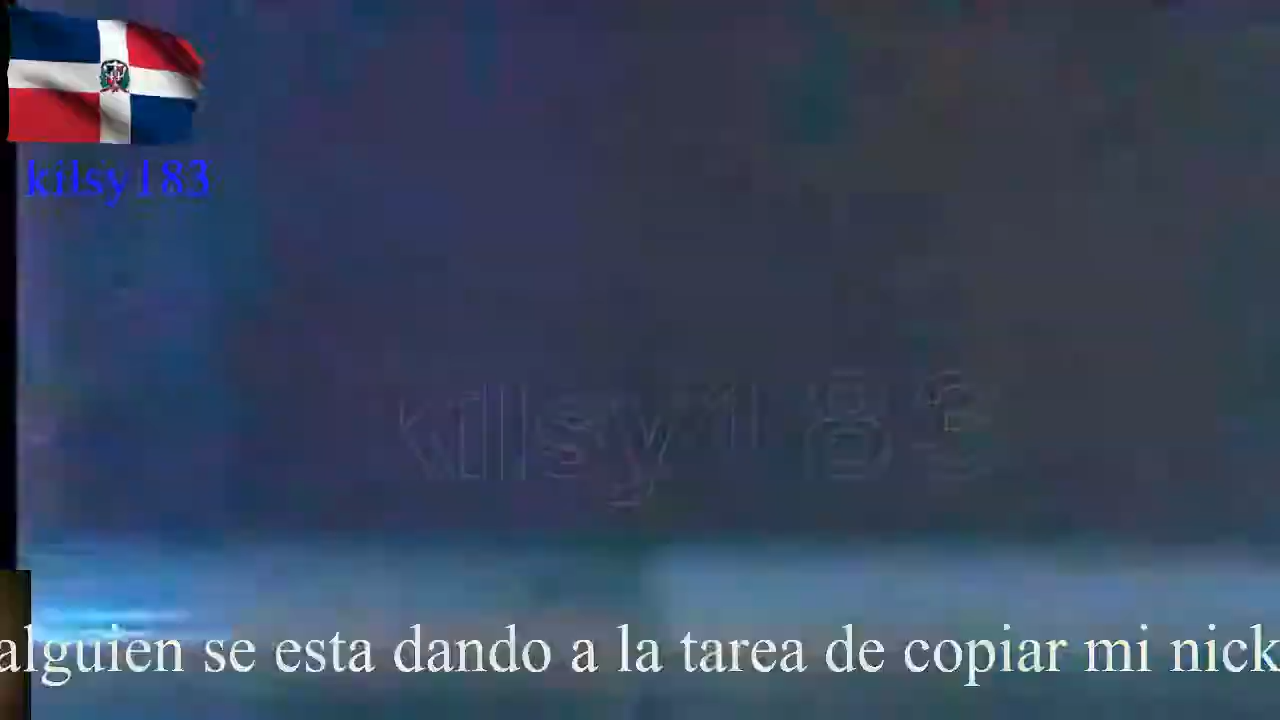 kilsy183
kilsy183
alguien se esta dando a la tarea de copiar mi nick